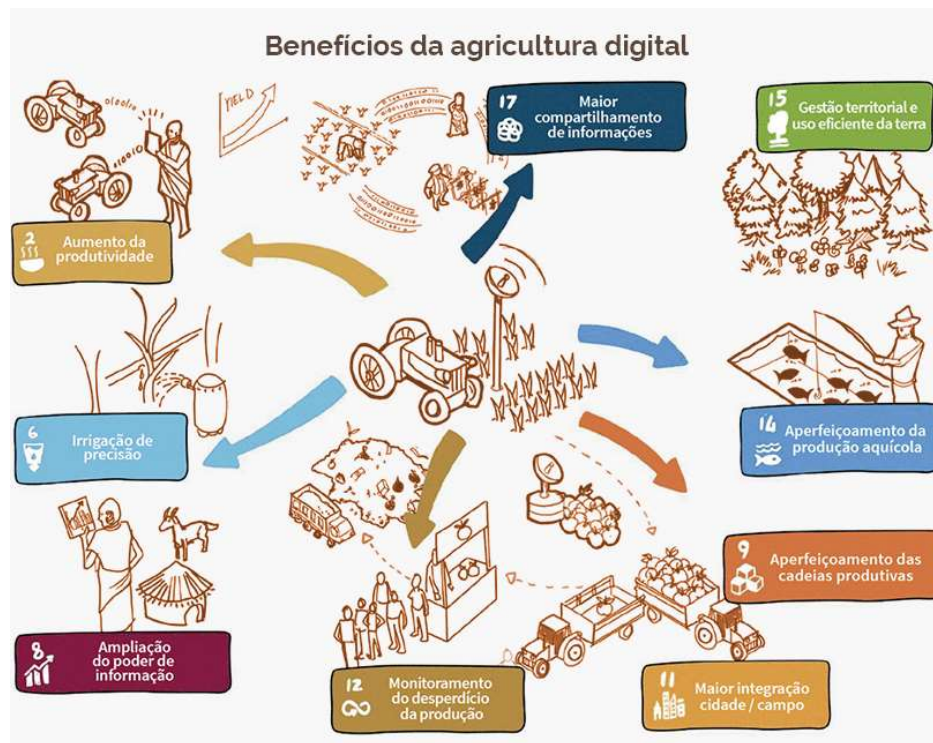 Benefícios da agricultura digital
YIELD
17
Maior
compartilhamento
de informações
15
Gestão territorial e
uso eficiente da terra
2
Aumento da
produtividade
6
Irrigação de
precisão
14
Aperfeiçoamento da
produção aquícola
9
Aperfeiçoamento das
cadeias produtivas
8
Ampliação
do poder de
informação
12
Monitoramento
do desperdício
da produção
11
Maior integração
cidade / campo